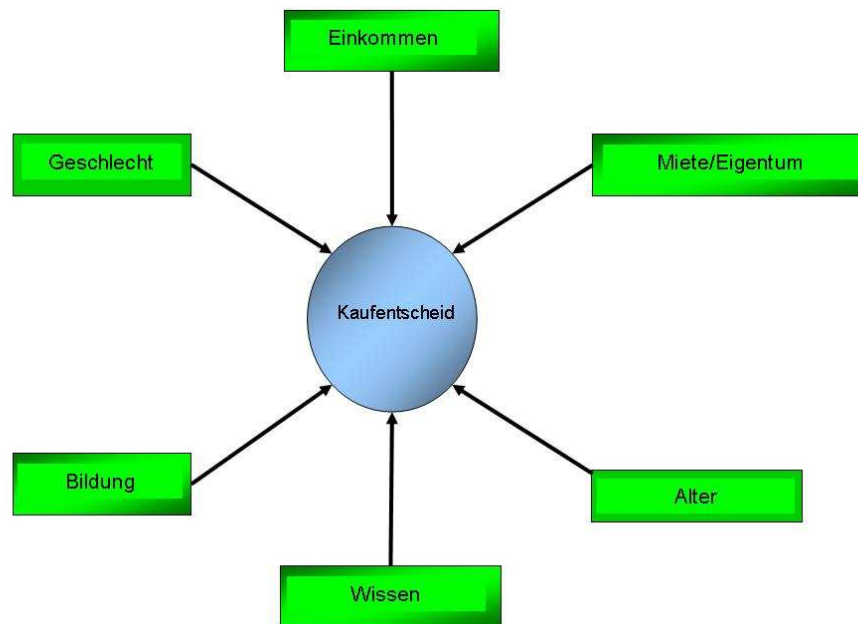 Einkommen
Geschlecht
Miete/Eigentum
Kaufentscheid
Bildung
Alter
Wissen